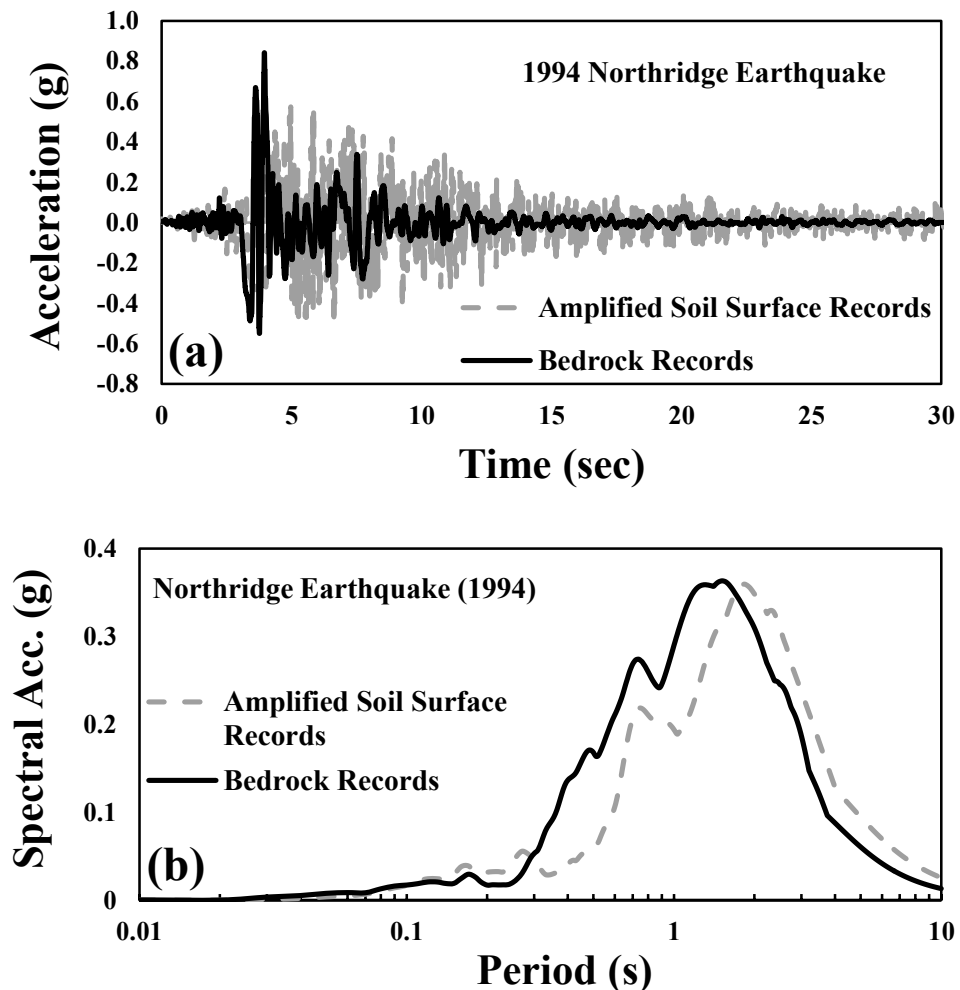 1.0
0.8
0.6
0.4
0.2
0.0
-0.2
-0.4
-0.6
-0.8
Acceleration (g)
1994 Northridge Earthquake
Amplified Soil Surface Records
Bedrock Records
(a)
0 5 10 15 20 25 30
Time (sec)
0.4
0.3
0.2
0.1
0
Spectral Acc. (g)
Northridge Earthquake (1994)
Amplified Soil Surface
Records
Bedrock Records
(b)
0.01 0.1 1 10
Period (s)